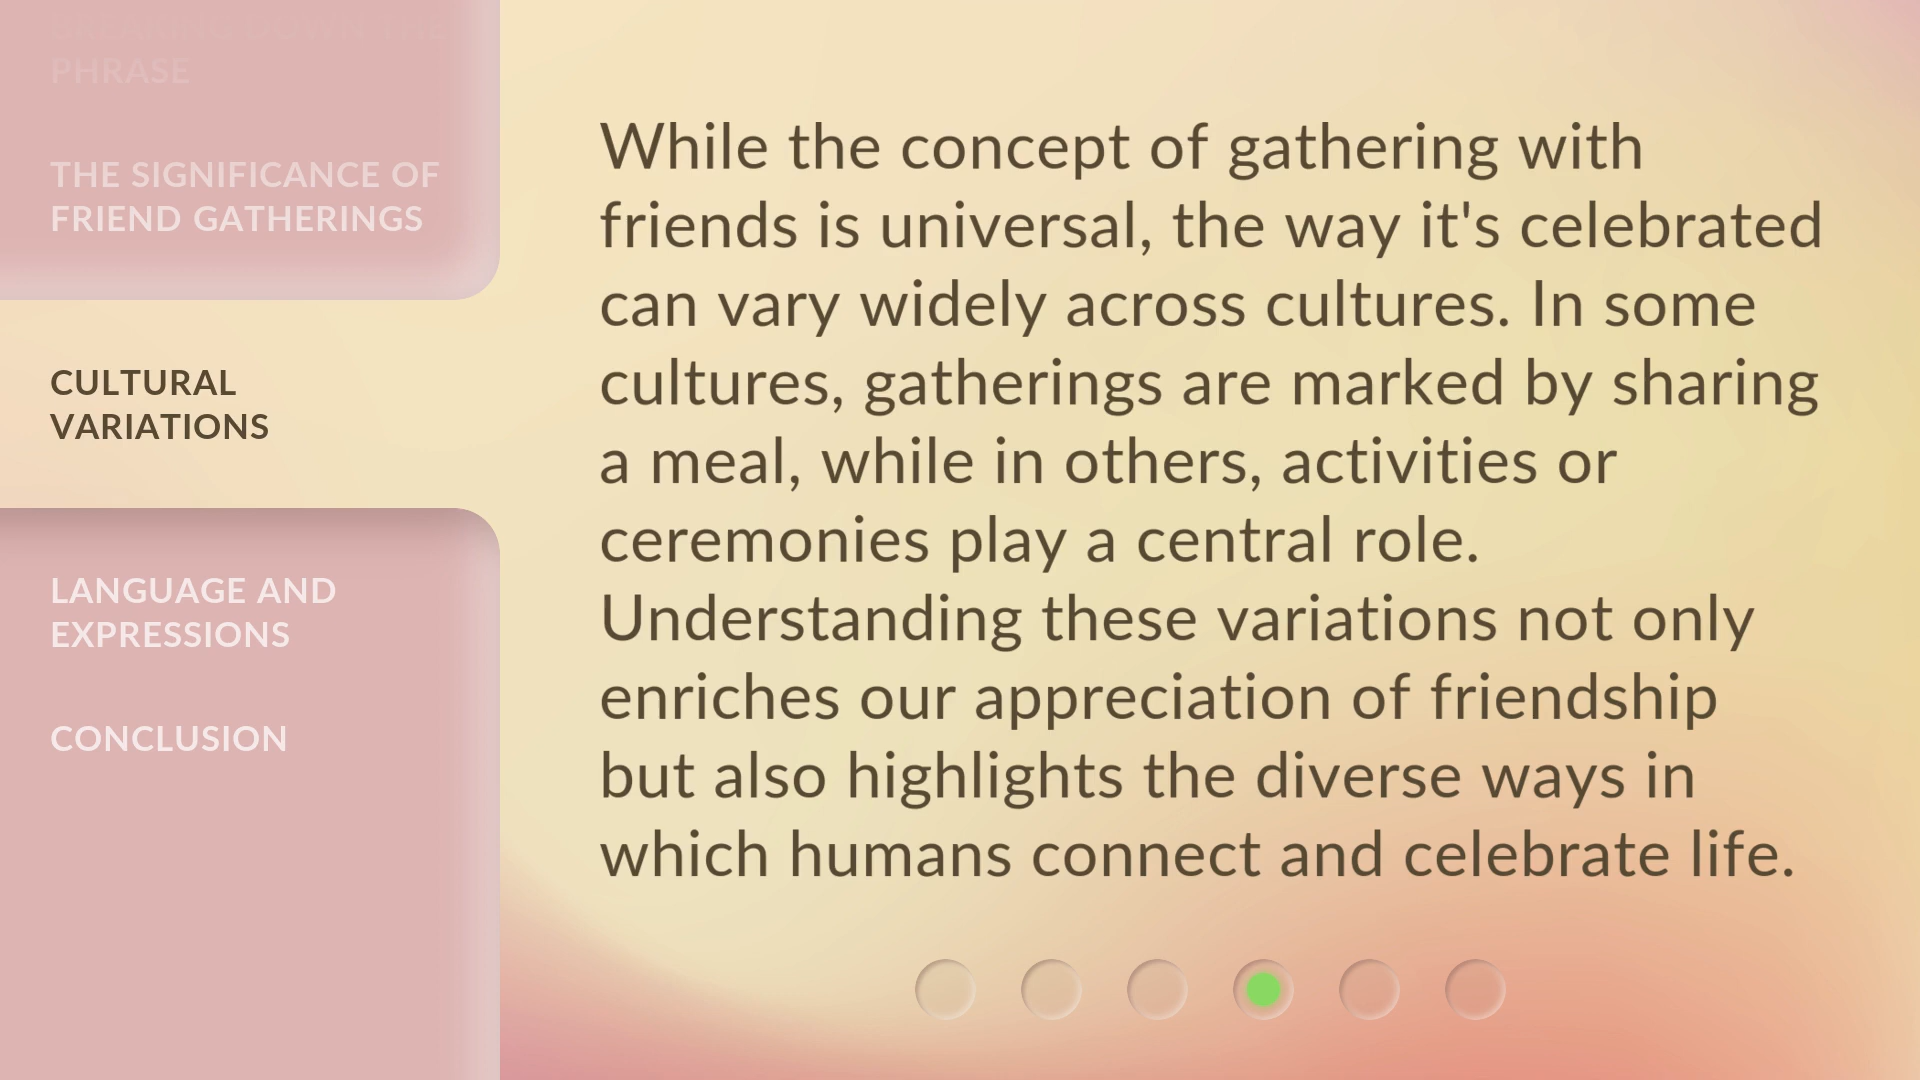 BREAKING DOWN THE
PHRASE
THE SIGNIFICANCE OF
FRIEND GATHERINGS
CULTURAL
VARIATIONS
LANGUAGE AND
EXPRESSIONS
CONCLUSION
While the concept of gathering with
friends is universal, the way it's celebrated
can vary widely across cultures. In some
cultures, gatherings are marked by sharing
a meal, while in others, activities or
ceremonies play a central role.
Understanding these variations not only
enriches our appreciation of friendship
but also highlights the diverse ways in
which humans connect and celebrate life.